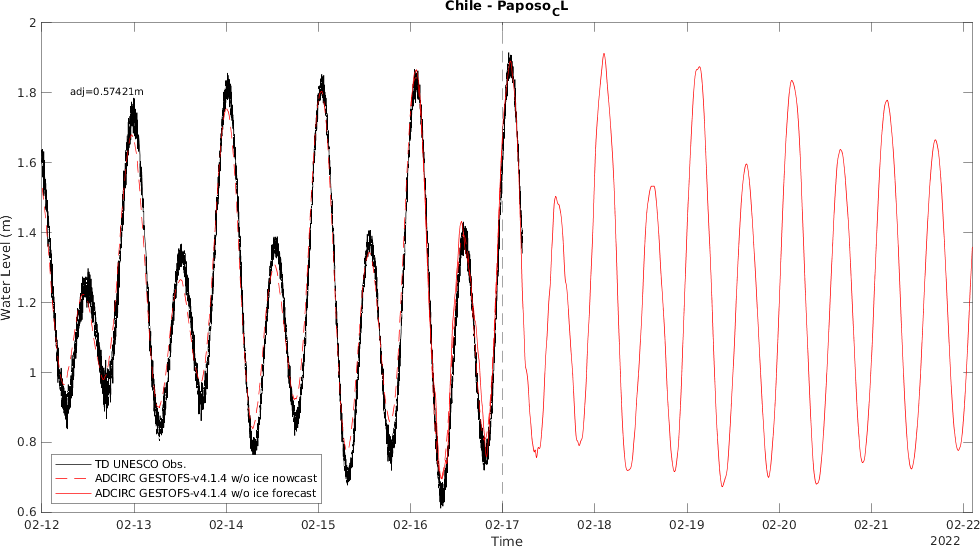 Chile - Paposo_CL
adj=0.57421m
Water Level (m)
2
1.8
1.6
1.4
1.2
1
0.8
0.6
TD UNESCO Obs.
ADCIRC GESTOFS-v4.1.4 w/o ice nowcast
ADCIRC GESTOFS-v4.1.4 w/o ice forecast
02-12 02-13 02-14 02-15 02-16 02-17 02-18 02-19 02-20 02-21 02-22
Time
2022